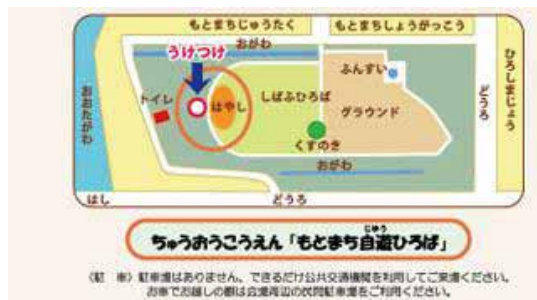 もとまちじゅうたく
もとまちしょうがっこう
おがわ
うけつけ
ふんすい
ひろしまじょう
おおたがわ
トイレ
はやし
しばふひろば
グラウンド
どうろ
くすのき
おがわ
はし
どうろ
じゆう
ちゅうおうこうえん「もとまち自遊ひろば」
〈駐 車〉駐車場はありません。できるだけ公共交通機関を利用してご来場ください。
お車でお越しの際は会場周辺の民間駐車場をご利用ください。